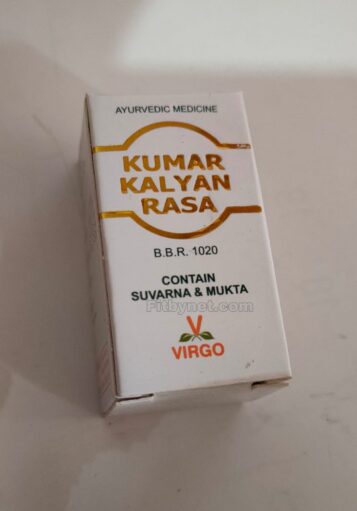 AYURVEDIC MEDICINE
KUMAR
KALYAN
RASA
B.B.R. 1020
CONTAIN
SUVARNA & MUKTA
Fitbynet.com
VIRGO